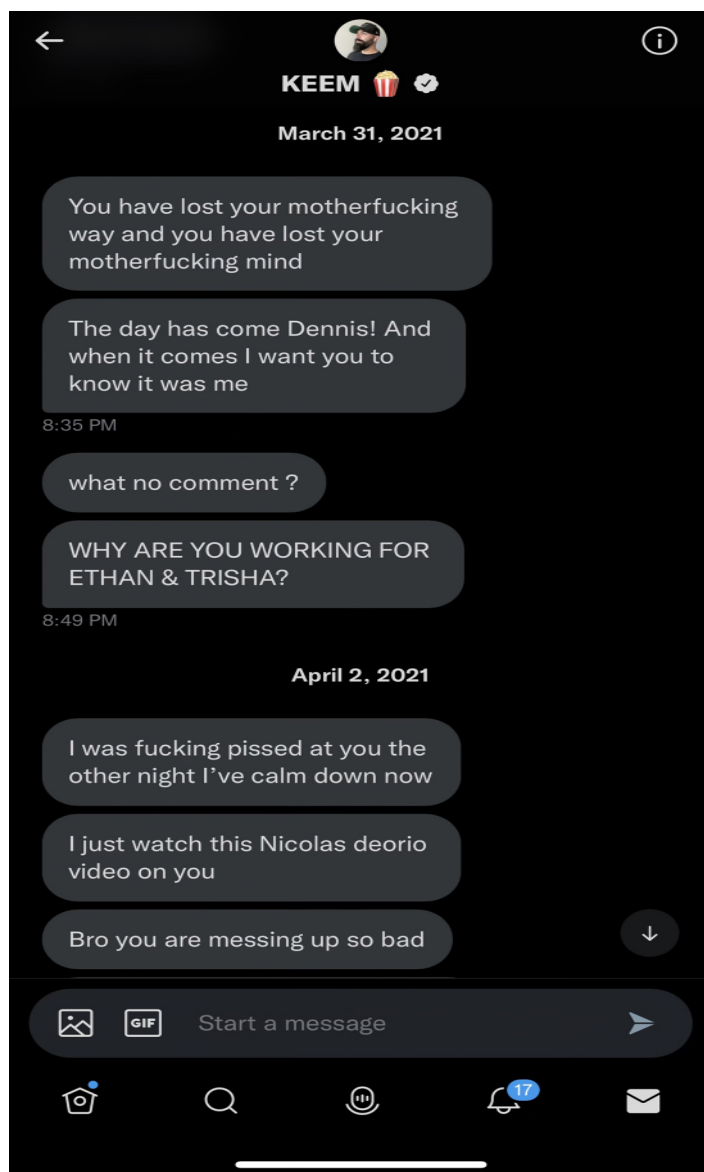 KEEM 🍿
March 31, 2021
You have lost your motherfucking
way and you have lost your
motherfucking mind
The day has come Dennis! And
when it comes I want you to
know it was me
8:35 PM
what no comment ?
WHY ARE YOU WORKING FOR
ETHAN & TRISHA?
8:49 PM
April 2, 2021
I was fucking pissed at you the
other night I’ve calm down now
I just watch this Nicolas deorio
video on you
Bro you are messing up so bad
GIF Start a message
17